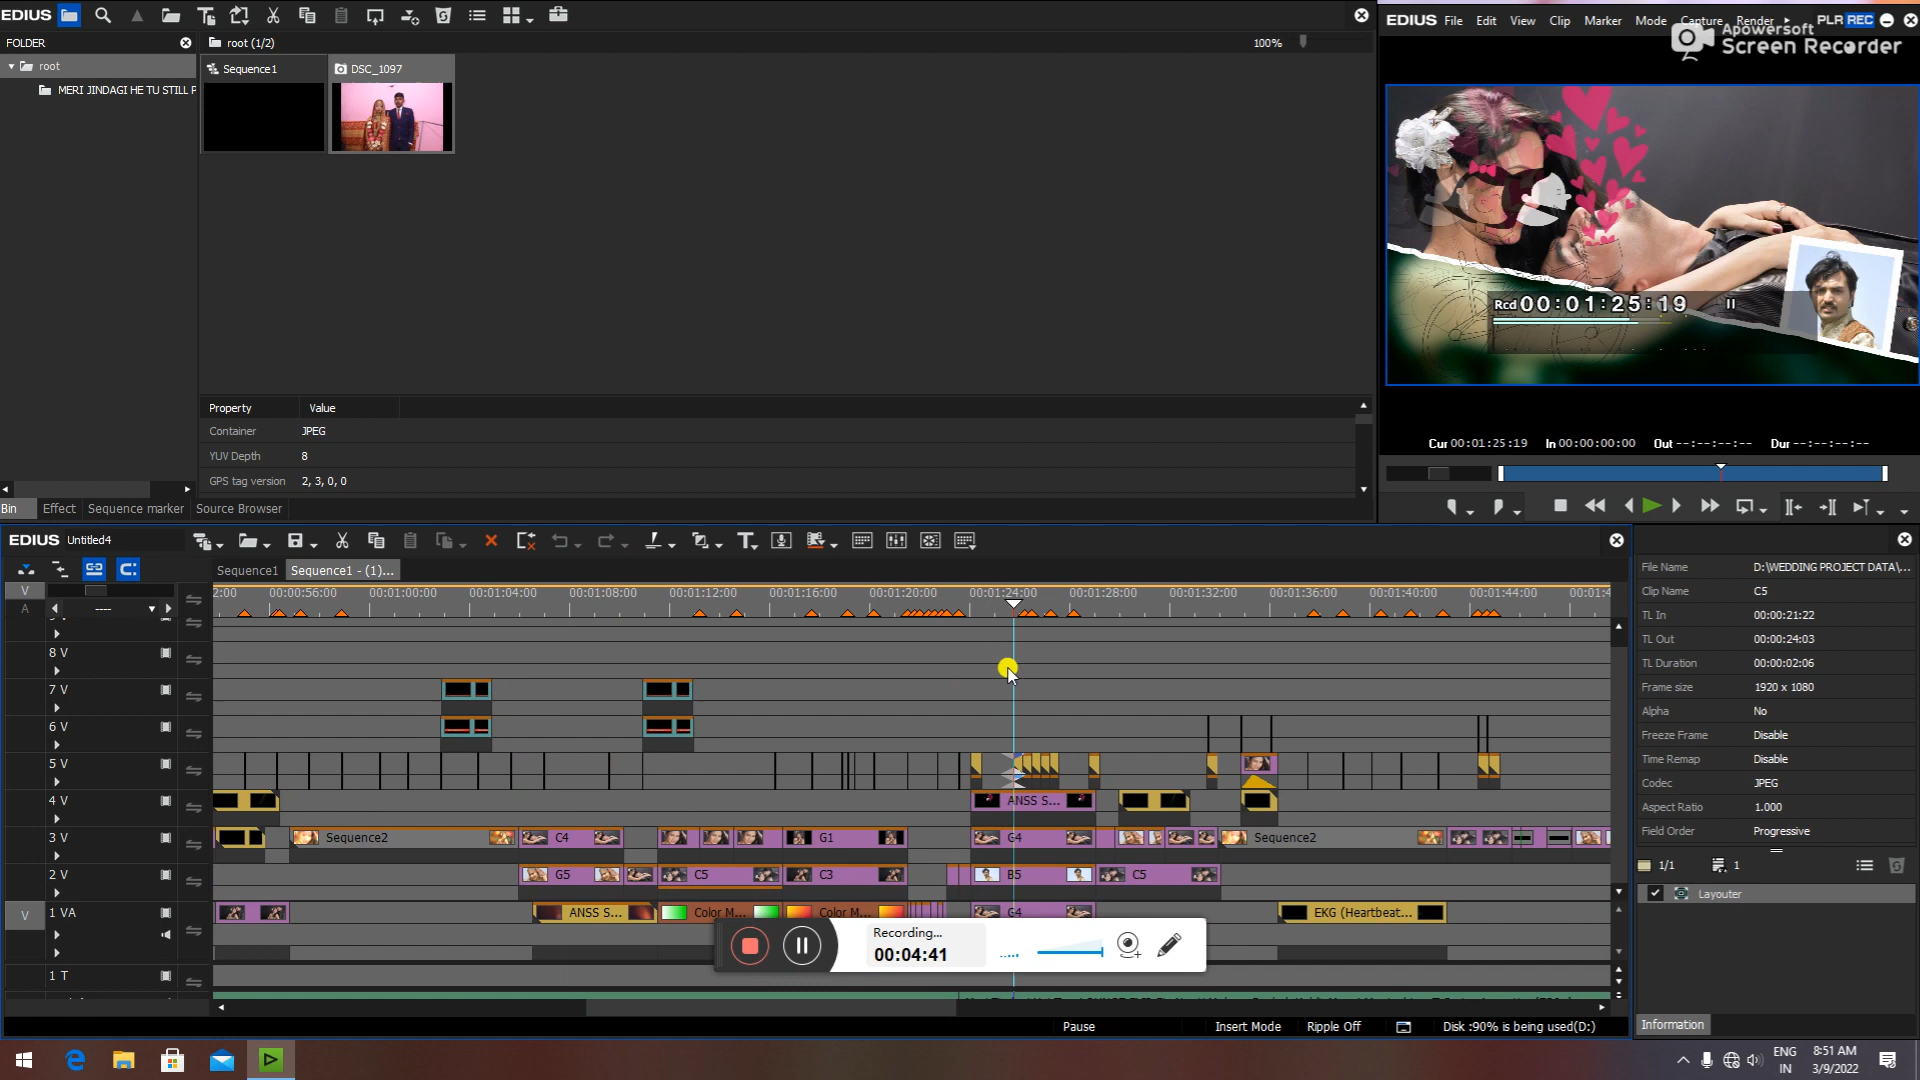 EDIUS
FOLDER
root
MERI JINDAGI HE TU STILL P
root (1/2)
100%
Sequence1
DSC_1097
Property Value
Container JPEG
YUV Depth 8
GPS tag version 2, 3, 0, 0
Bin Effect Sequence marker Source Browser
EDIUS File Edit View Clip Marker Mode Capture Render PLR REC
Apowersoft
Screen Recorder
Rcd 00:01:25:19
Cur 00:01:25:19 In 00:00:00:00 Out --:--:--:-- Dur --:--:--:--
EDIUS Untitled4
Sequence1 Sequence1 - (1)...
V
A ----
2:00 00:00:56:00 00:01:00:00 00:01:04:00 00:01:08:00 00:01:12:00 00:01:16:00 00:01:20:00 00:01:24:00 00:01:28:00 00:01:32:00 00:01:36:00 00:01:40:00 00:01:44:00 00:01:4
8 V
7 V
6 V
5 V
4 V ANSS S...
3 V Sequence2 C4 G1 G4 Sequence2
2 V G5 C5 C3 B5 C5
V 1 VA ANSS S... Color M... Color M... G4 EKG (Heartbeat...
1 T
Recording...
00:04:41
Pause Insert Mode Ripple Off Disk :90% is being used(D:)
File Name D:\WEDDING PROJECT DATA\...
Clip Name C5
TL In 00:00:21:22
TL Out 00:00:24:03
TL Duration 00:00:02:06
Frame size 1920 x 1080
Alpha No
Freeze Frame Disable
Time Remap Disable
Codec JPEG
Aspect Ratio 1.000
Field Order Progressive
1/1 1
Layouter
Information
ENG
IN
8:51 AM
3/9/2022